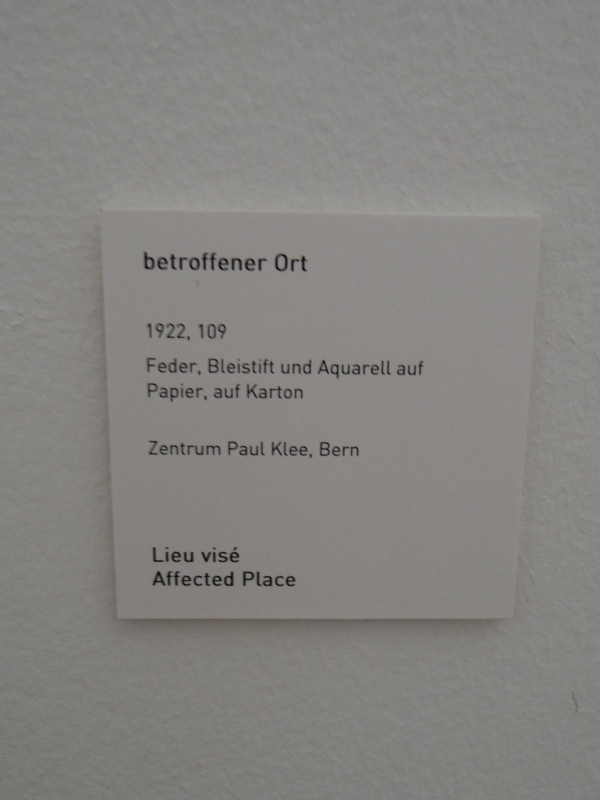 betroffener Ort
1922, 109
Feder, Bleistift und Aquarell auf
Papier, auf Karton
Zentrum Paul Klee, Bern
Lieu visé
Affected Place